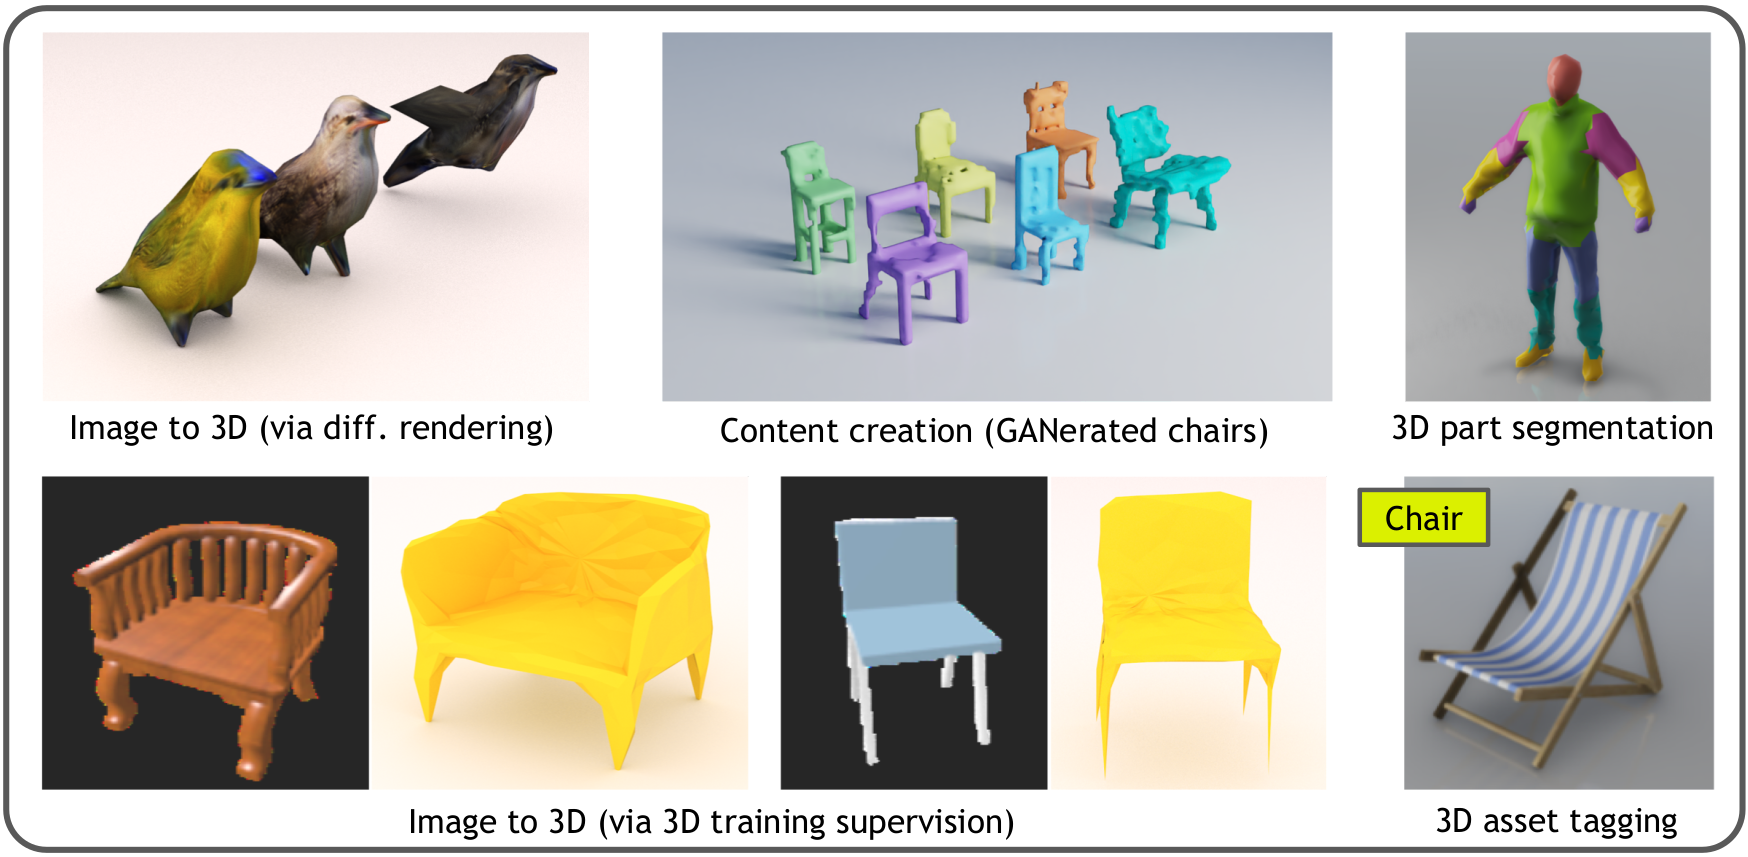 Image to 3D (via diff. rendering)
Content creation (GANerated chairs)
3D part segmentation
Chair
Image to 3D (via 3D training supervision)
3D asset tagging